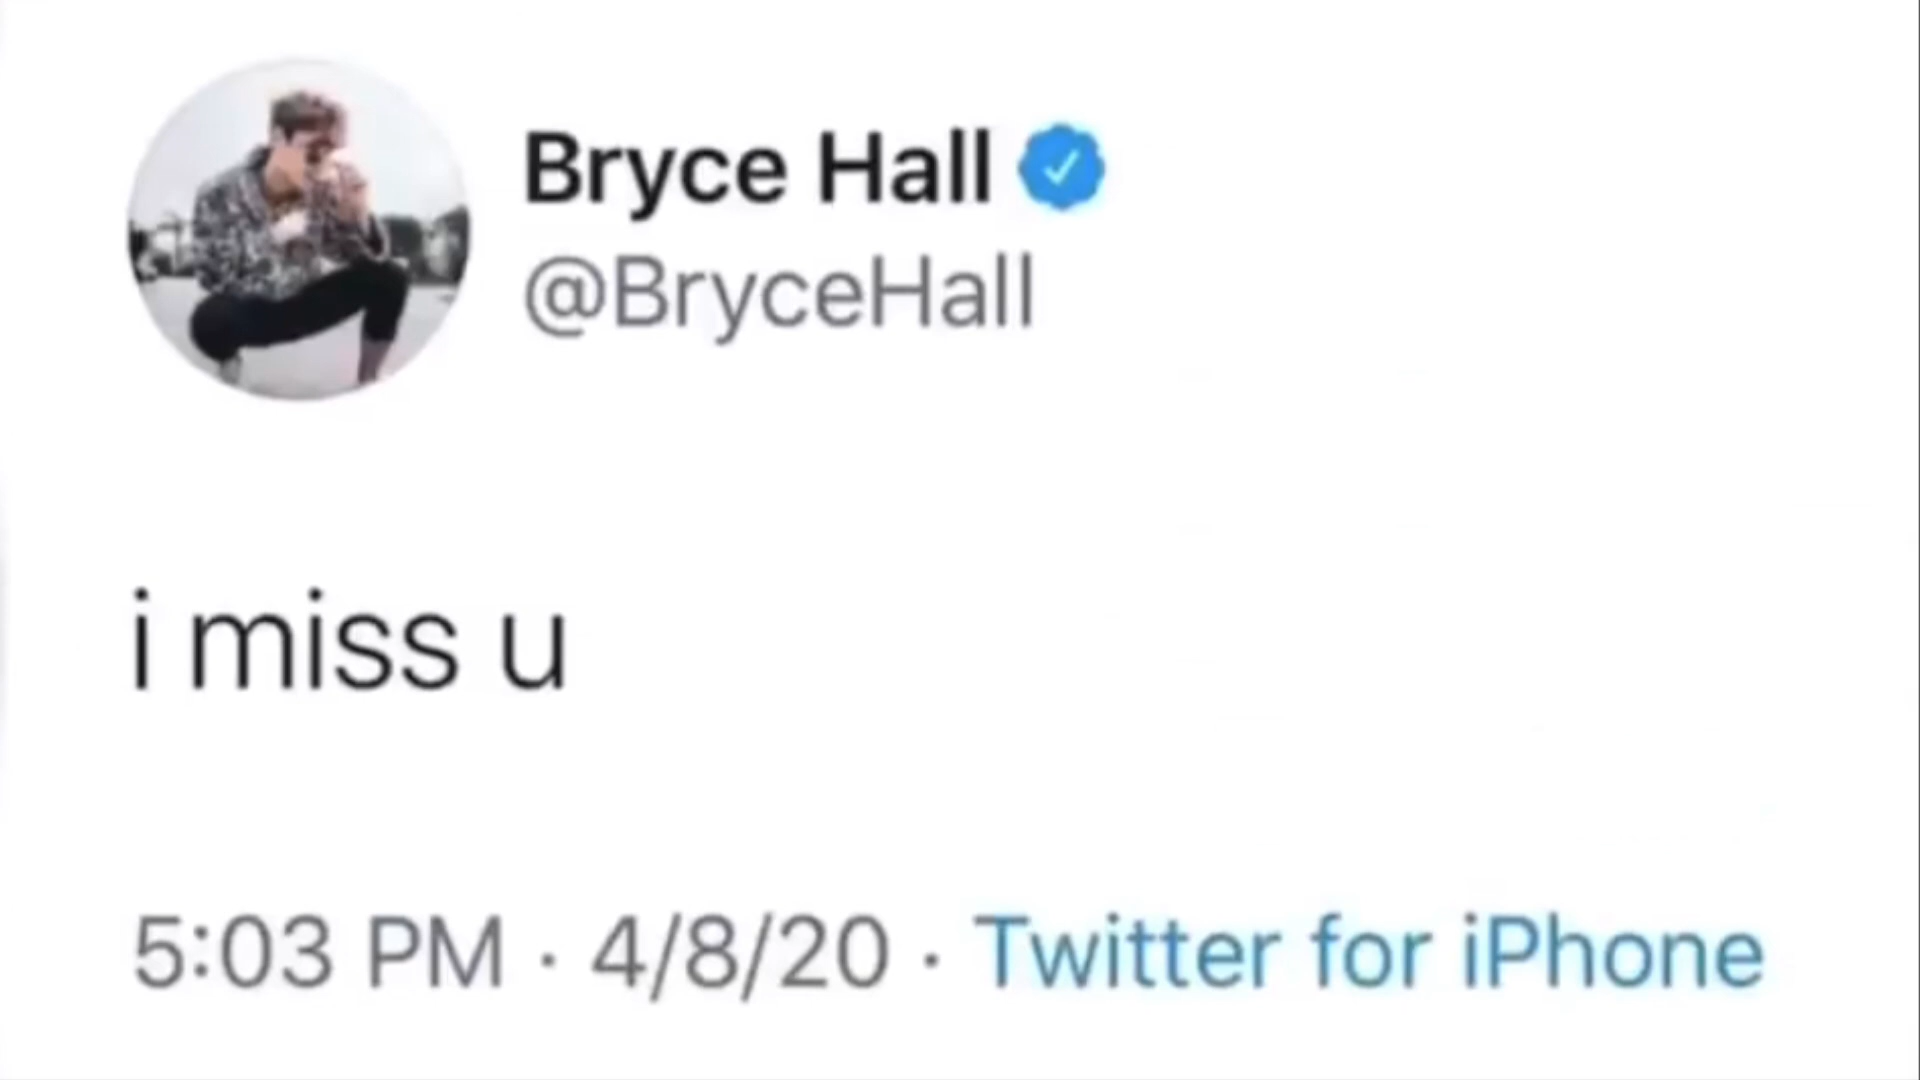 Bryce Hall
@BryceHall
i miss u
5:03 PM · 4/8/20 · Twitter for iPhone